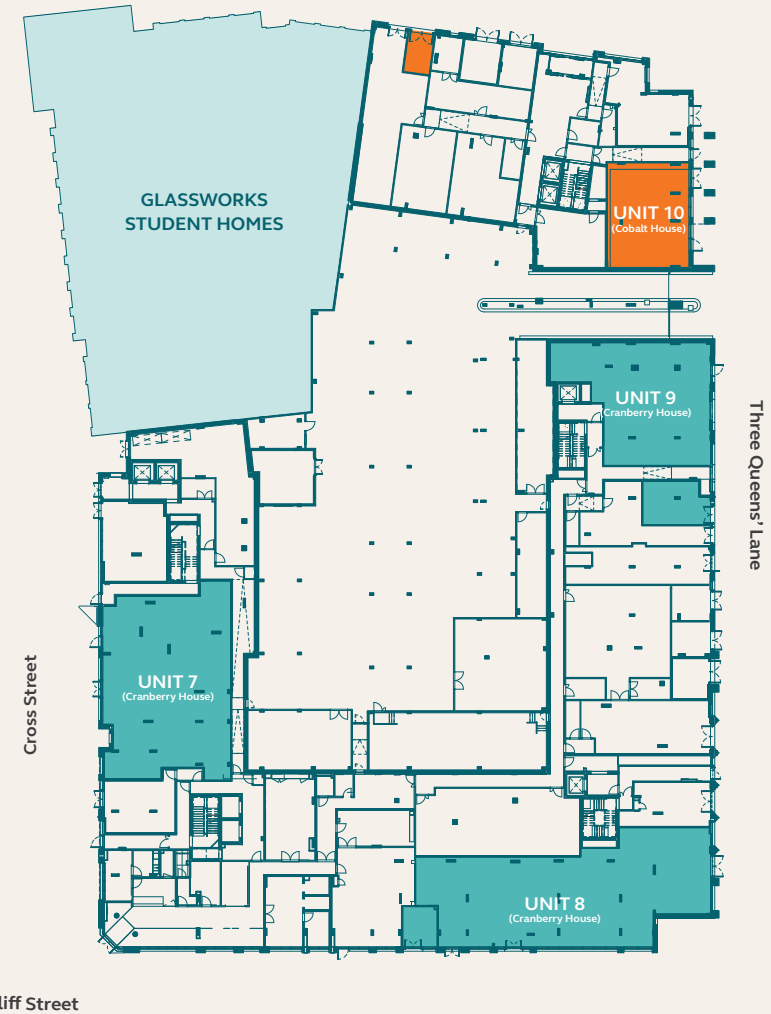 GLASSWORKS
STUDENT HOMES
UNIT 10
(Cobalt House)
UNIT 9
(Cranberry House)
Three Queens’ Lane
UNIT 7
(Cranberry House)
Cross Street
UNIT 8
(Cranberry House)
liff Street